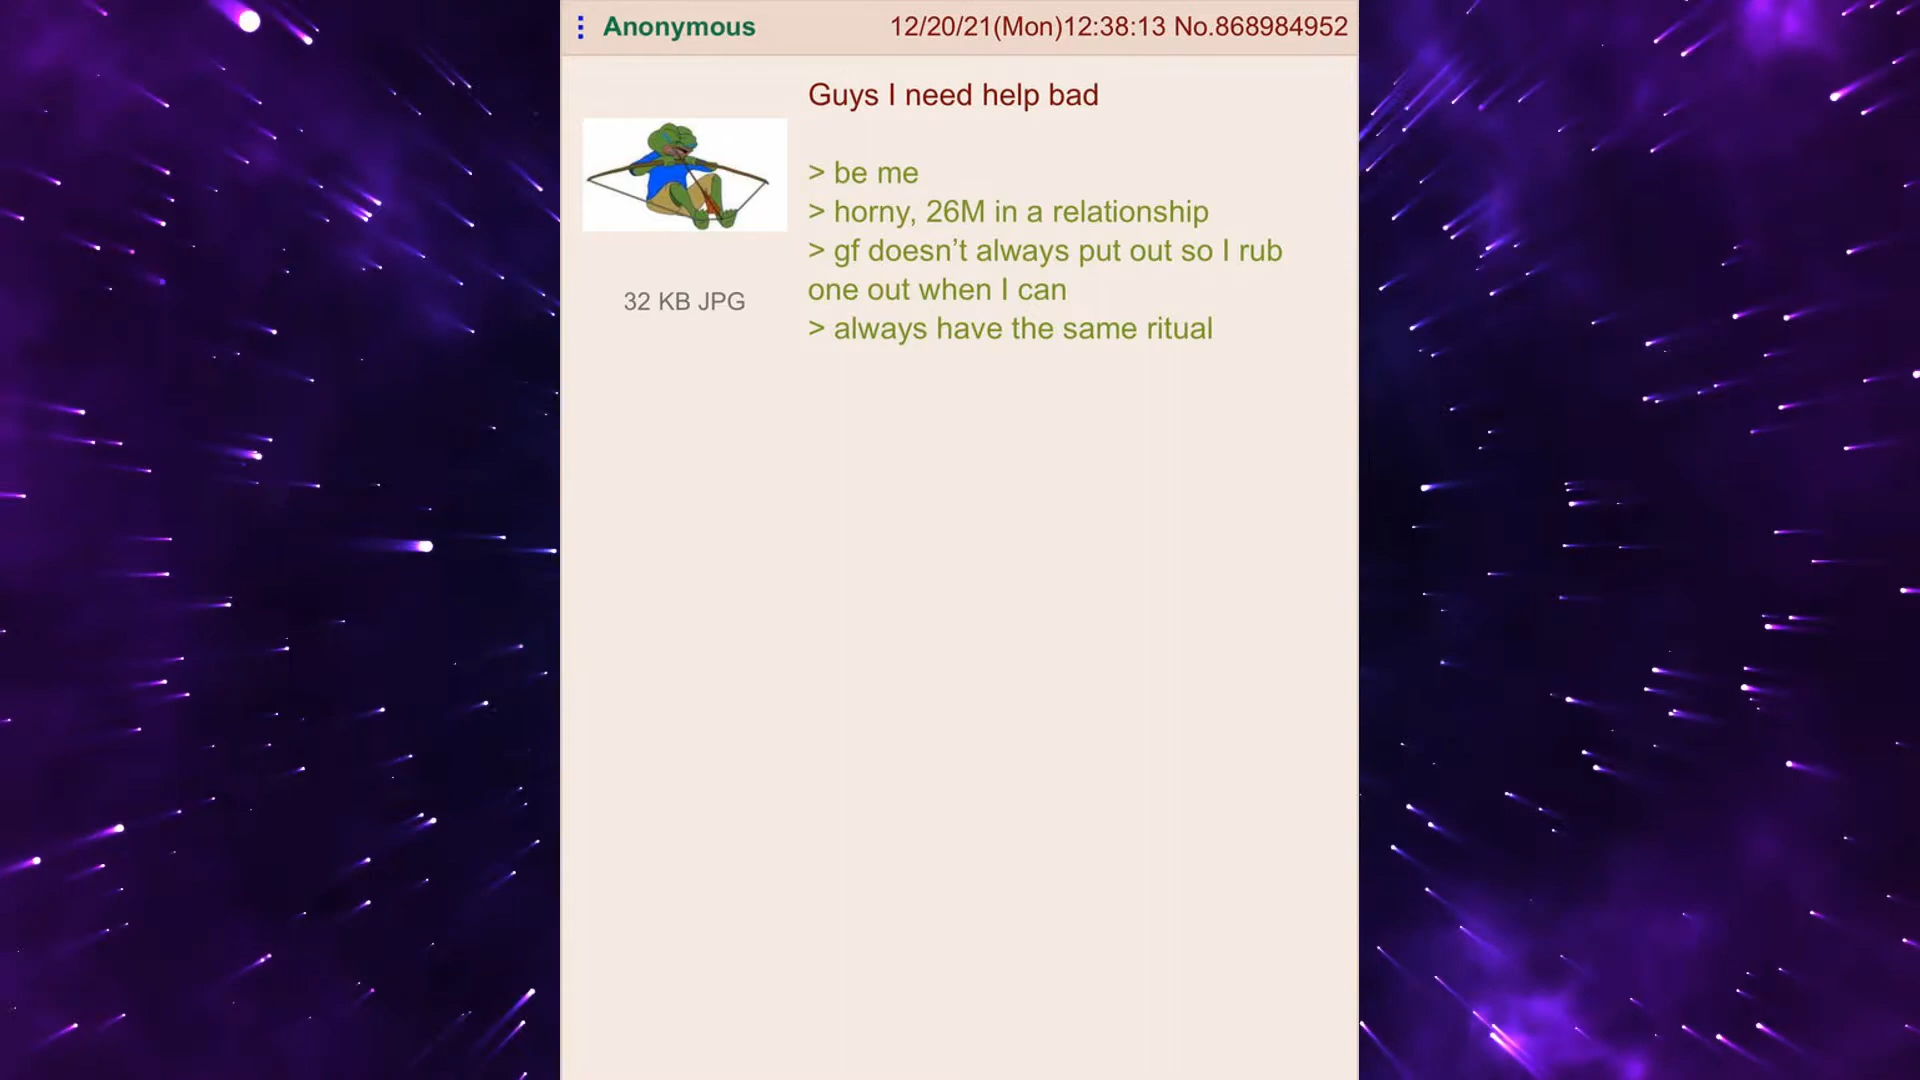 Anonymous 12/20/21(Mon)12:38:13 No.868984952
Guys I need help bad
> be me
> horny, 26M in a relationship
> gf doesn’t always put out so I rub
one out when I can
> always have the same ritual
32 KB JPG